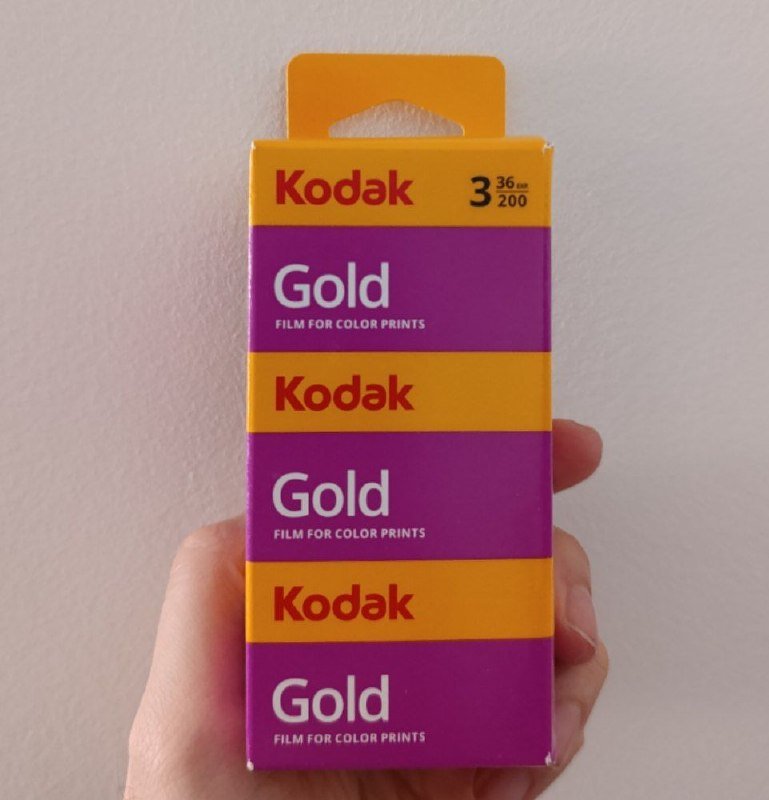 Kodak
3 36 EXP.
200
Gold
FILM FOR COLOR PRINTS
Kodak
Gold
FILM FOR COLOR PRINTS
Kodak
Gold
FILM FOR COLOR PRINTS